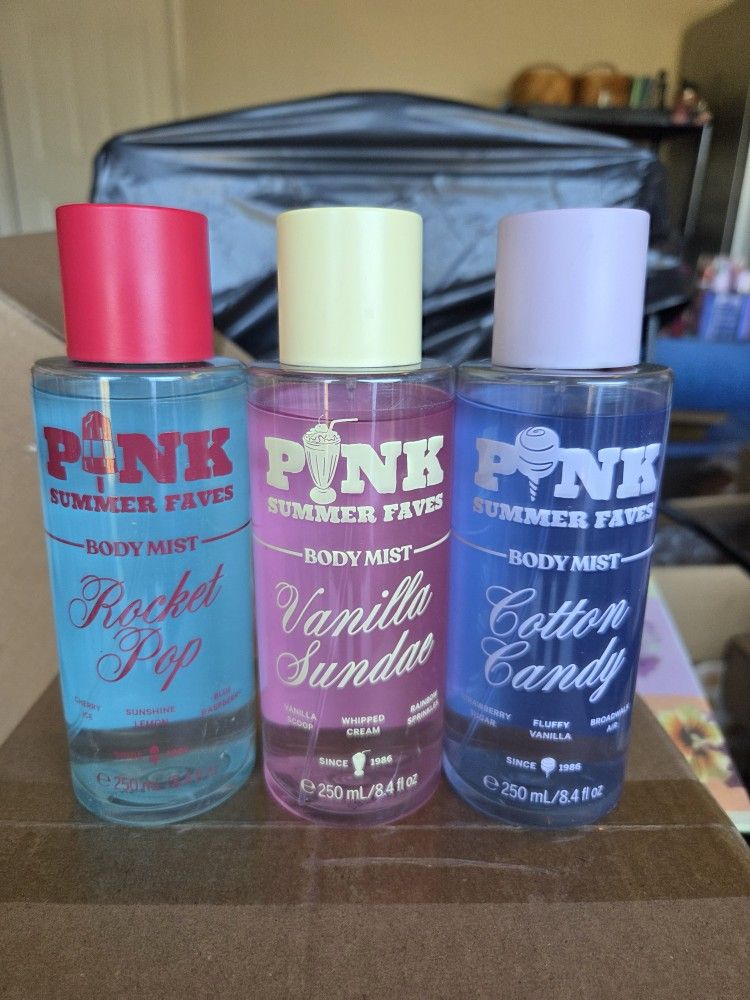 PINK
SUMMER FAVES
BODY MIST
Rocket
Pop
CHERRY
ICE
SUNSHINE
LEMON
BLUE
RASPBERRY
℮ 250 mL/8.4 fl oz
PINK
SUMMER FAVES
BODY MIST
Vanilla
Sundae
VANILLA
SCOOP
WHIPPED
CREAM
RAINBOW
SPRINKLES
SINCE 1986
℮ 250 mL/8.4 fl oz
PINK
SUMMER FAVES
BODY MIST
Cotton
Candy
STRAWBERRY
SUGAR
FLUFFY
VANILLA
BROADWALK
AIR
SINCE 1986
℮ 250 mL/8.4 fl oz